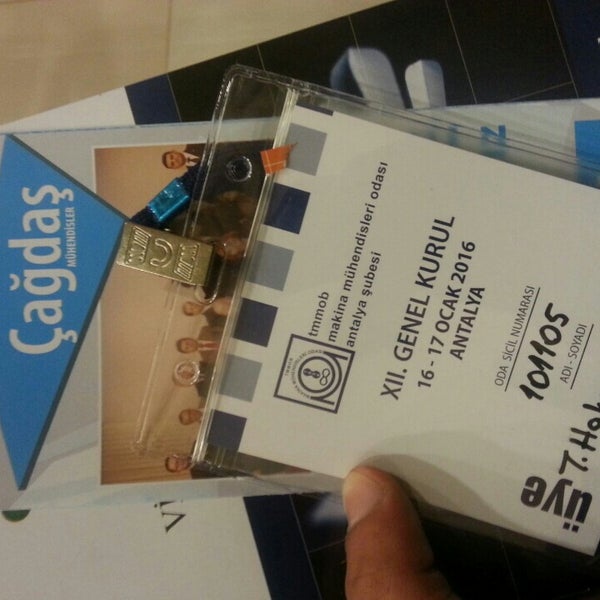 Çağdaş
MÜHENDİSLER
tmmob
makina mühendisleri odası
antalya şubesi
XII. GENEL KURUL
16 - 17 OCAK 2016
ANTALYA
ODA SİCİL NUMARASI
101105
ADI - SOYADI
T.
üye